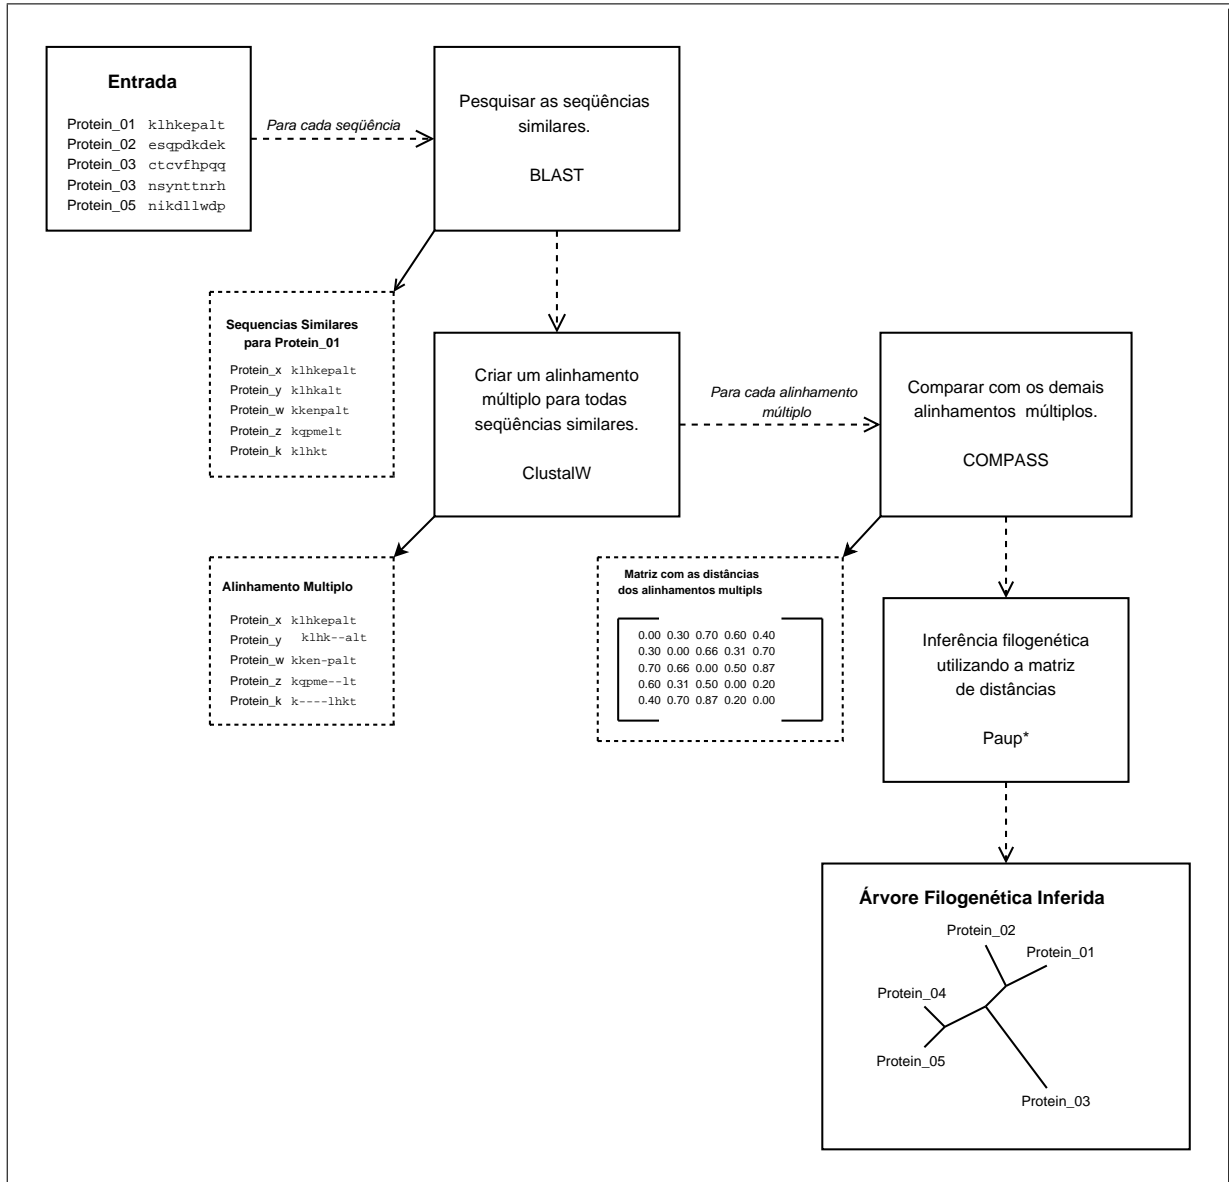 Entrada
Protein_01 klhkepalt
Protein_02 esqpdkdek
Protein_03 ctcvfhpqq
Protein_03 nsynttnrh
Protein_05 nikdllwdp
Para cada seqüência
Pesquisar as seqüências
similares.
BLAST
Sequencias Similares
para Protein_01
Protein_x klhkepalt
Protein_y klhkalt
Protein_w kkenpalt
Protein_z kqpmelt
Protein_k klhkt
Criar um alinhamento
múltiplo para todas
seqüências similares.
ClustalW
Para cada alinhamento
múltiplo
Comparar com os demais
alinhamentos múltiplos.
COMPASS
Alinhamento Multiplo
Protein_x klhkepalt
Protein_y klhk--alt
Protein_w kken-palt
Protein_z kqpme--lt
Protein_k k----lhkt
Matriz com as distâncias
dos alinhamentos multipls
0.00 0.30 0.70 0.60 0.40
0.30 0.00 0.66 0.31 0.70
0.70 0.66 0.00 0.50 0.87
0.60 0.31 0.50 0.00 0.20
0.40 0.70 0.87 0.20 0.00
Inferência filogenética
utilizando a matriz
de distâncias
Paup*
Árvore Filogenética Inferida
Protein_02
Protein_01
Protein_04
Protein_05
Protein_03